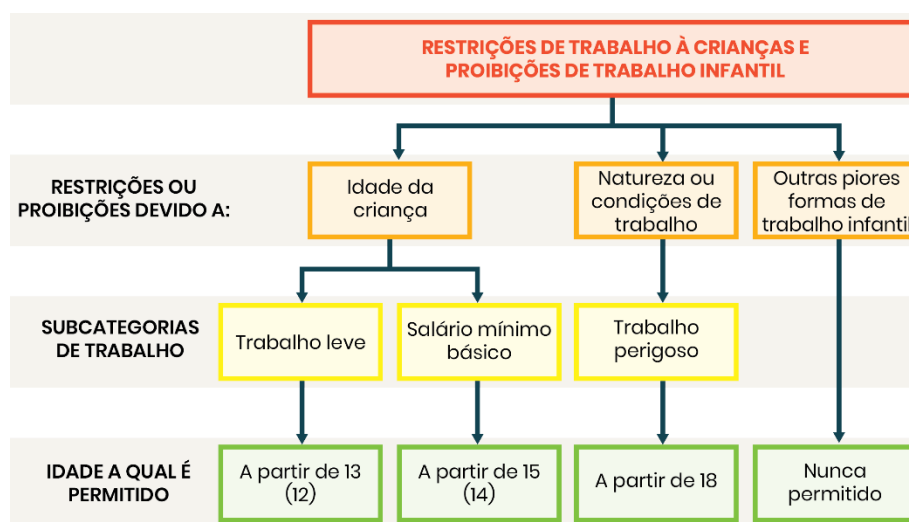 RESTRIÇÕES DE TRABALHO À CRIANÇAS E
PROIBIÇÕES DE TRABALHO INFANTIL
RESTRIÇÕES OU
PROIBIÇÕES DEVIDO A:
Idade da
criança
Natureza ou
condições de
trabalho
Outras piores
formas de
trabalho infantil
SUBCATEGORIAS
DE TRABALHO
Trabalho leve
Salário mínimo
básico
Trabalho
perigoso
IDADE A QUAL É
PERMITIDO
A partir de 13
(12)
A partir de 15
(14)
A partir de 18
Nunca
permitido